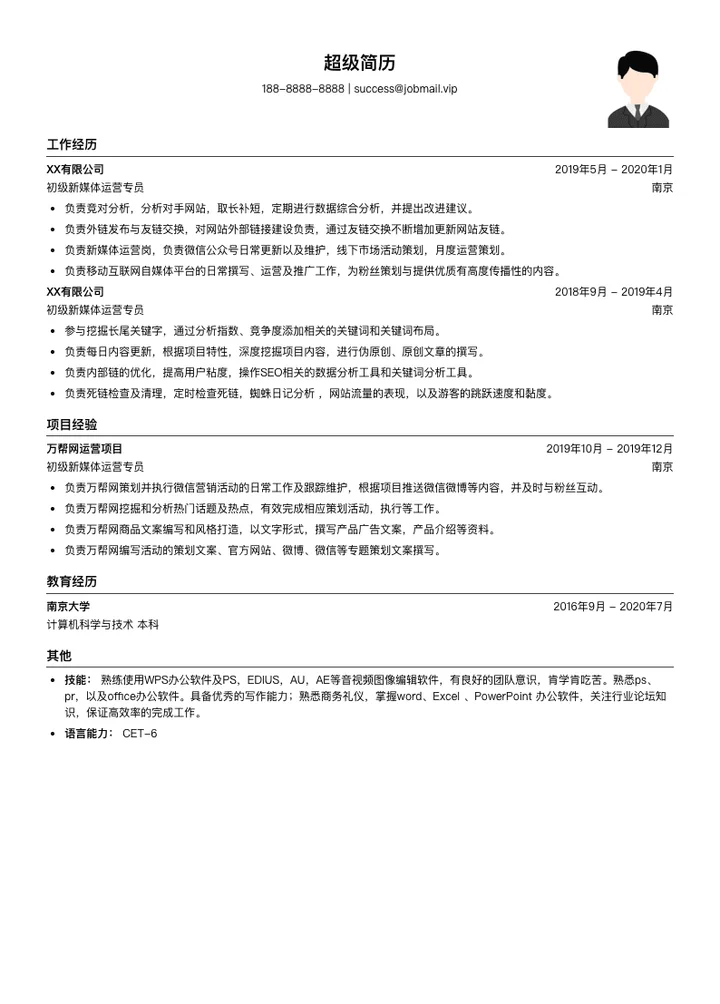 超级简历
188-8888-8888 | success@jobmail.vip
工作经历
XX有限公司 2019年5月 – 2020年1月
初级新媒体运营专员 南京
• 负责竞对分析，分析对手网站，取长补短，定期进行数据综合分析，并提出改进建议。
• 负责外链发布与友链交换，对网站外部链接建设负责，通过友链交换不断增加更新网站友链。
• 负责新媒体运营岗，负责微信公众号日常更新以及维护，线下市场活动策划，月度运营策划。
• 负责移动互联网自媒体平台的日常撰写、运营及推广工作，为粉丝策划与提供优质有高度传播性的内容。
XX有限公司 2018年9月 – 2019年4月
初级新媒体运营专员 南京
• 参与挖掘长尾关键字，通过分析指数、竞争度添加相关的关键词和关键词布局。
• 负责每日内容更新，根据项目特性，深度挖掘项目内容，进行伪原创、原创文章的撰写。
• 负责内部链的优化，提高用户粘度，操作SEO相关的数据分析工具和关键词分析工具。
• 负责死链检查及清理，定时检查死链，蜘蛛日记分析 ，网站流量的表现，以及游客的跳跃速度和黏度。
项目经验
万帮网运营项目 2019年10月 – 2019年12月
初级新媒体运营专员 南京
• 负责万帮网策划并执行微信营销活动的日常工作及跟踪维护，根据项目推送微信微博等内容，并及时与粉丝互动。
• 负责万帮网挖掘和分析热门话题及热点，有效完成相应策划活动，执行等工作。
• 负责万帮网商品文案编写和风格打造，以文字形式，撰写产品广告文案，产品介绍等资料。
• 负责万帮网编写活动的策划文案、官方网站、微博、微信等专题策划文案撰写。
教育经历
南京大学 2016年9月 – 2020年7月
计算机科学与技术 本科
其他
• 技能： 熟练使用WPS办公软件及PS，EDIUS，AU，AE等音视频图像编辑软件，有良好的团队意识，肯学肯吃苦。熟悉ps、
pr，以及office办公软件。具备优秀的写作能力；熟悉商务礼仪，掌握word、Excel 、PowerPoint 办公软件，关注行业论坛知
识，保证高效率的完成工作。
• 语言能力： CET-6